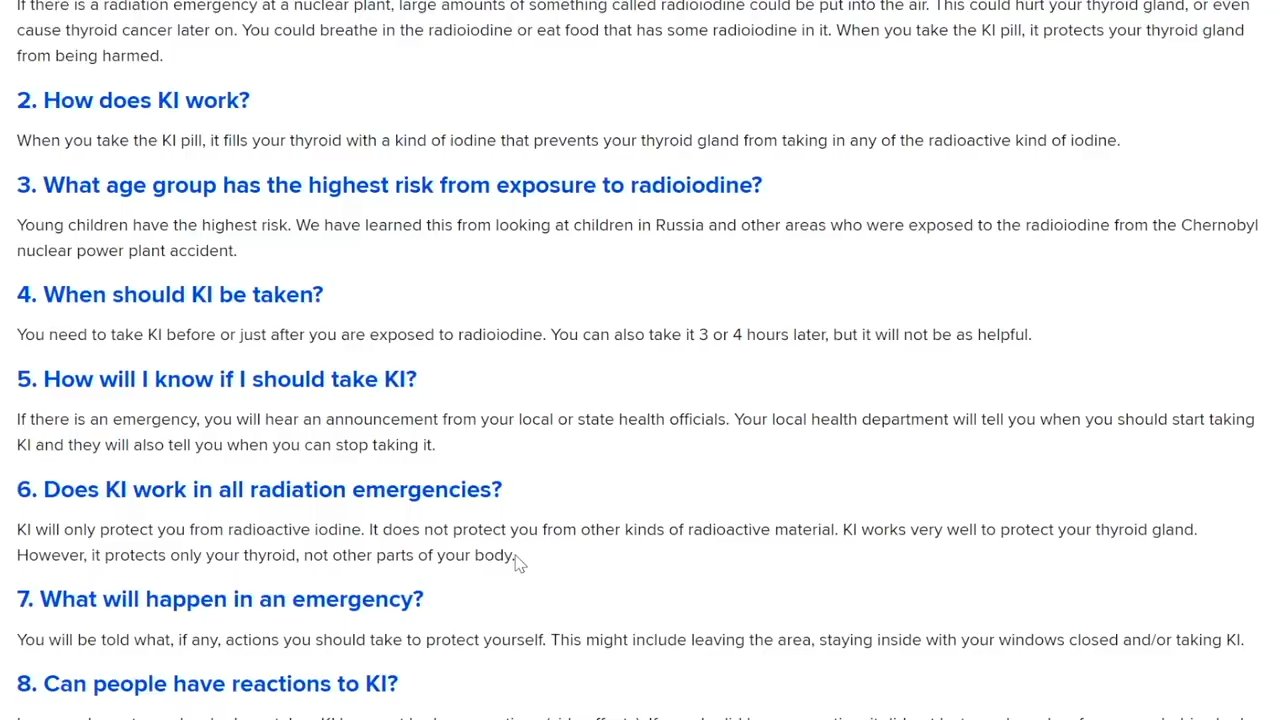 If there is a radiation emergency at a nuclear plant, large amounts of something called radioiodine could be put into the air. This could hurt your thyroid gland, or even
cause thyroid cancer later on. You could breathe in the radioiodine or eat food that has some radioiodine in it. When you take the KI pill, it protects your thyroid gland
from being harmed.
2. How does KI work?
When you take the KI pill, it fills your thyroid with a kind of iodine that prevents your thyroid gland from taking in any of the radioactive kind of iodine.
3. What age group has the highest risk from exposure to radioiodine?
Young children have the highest risk. We have learned this from looking at children in Russia and other areas who were exposed to the radioiodine from the Chernobyl
nuclear power plant accident.
4. When should KI be taken?
You need to take KI before or just after you are exposed to radioiodine. You can also take it 3 or 4 hours later, but it will not be as helpful.
5. How will I know if I should take KI?
If there is an emergency, you will hear an announcement from your local or state health officials. Your local health department will tell you when you should start taking
KI and they will also tell you when you can stop taking it.
6. Does KI work in all radiation emergencies?
KI will only protect you from radioactive iodine. It does not protect you from other kinds of radioactive material. KI works very well to protect your thyroid gland.
However, it protects only your thyroid, not other parts of your body.
7. What will happen in an emergency?
You will be told what, if any, actions you should take to protect yourself. This might include leaving the area, staying inside with your windows closed and/or taking KI.
8. Can people have reactions to KI?